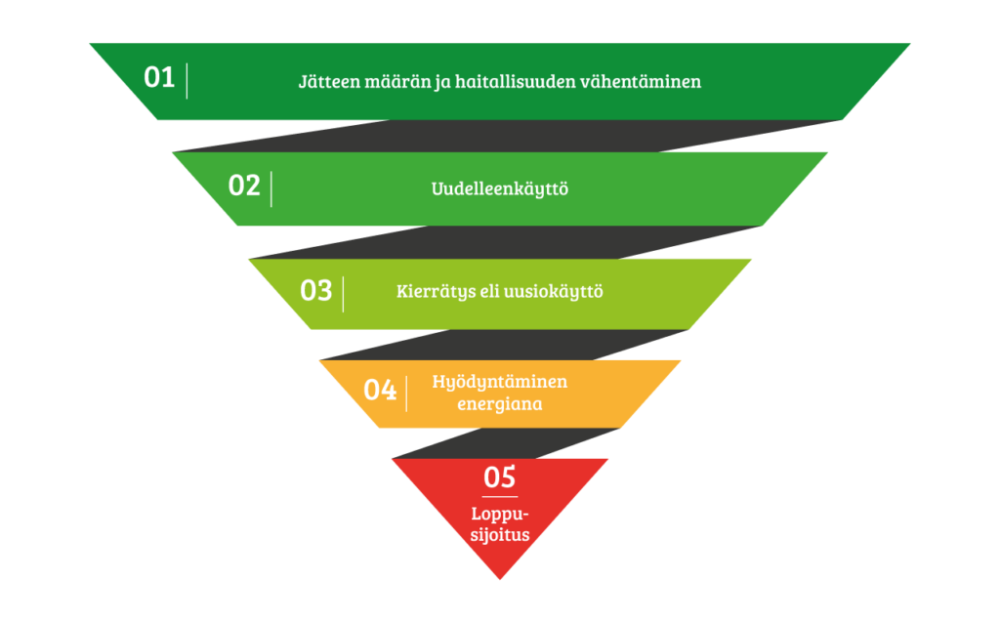 01
Jätteen määrän ja haitallisuuden vähentäminen
02
Uudelleenkäyttö
03
Kierrätys eli uusiokäyttö
04
Hyödyntäminen
energiana
05
Loppu-
sijoitus